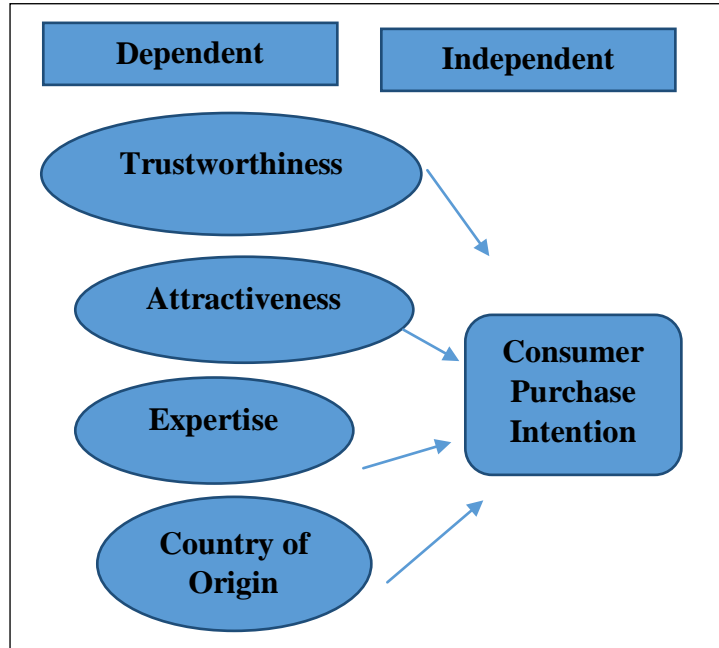 Dependent
Independent
Trustworthiness
Attractiveness
Expertise
Country of
Origin
Consumer
Purchase
Intention